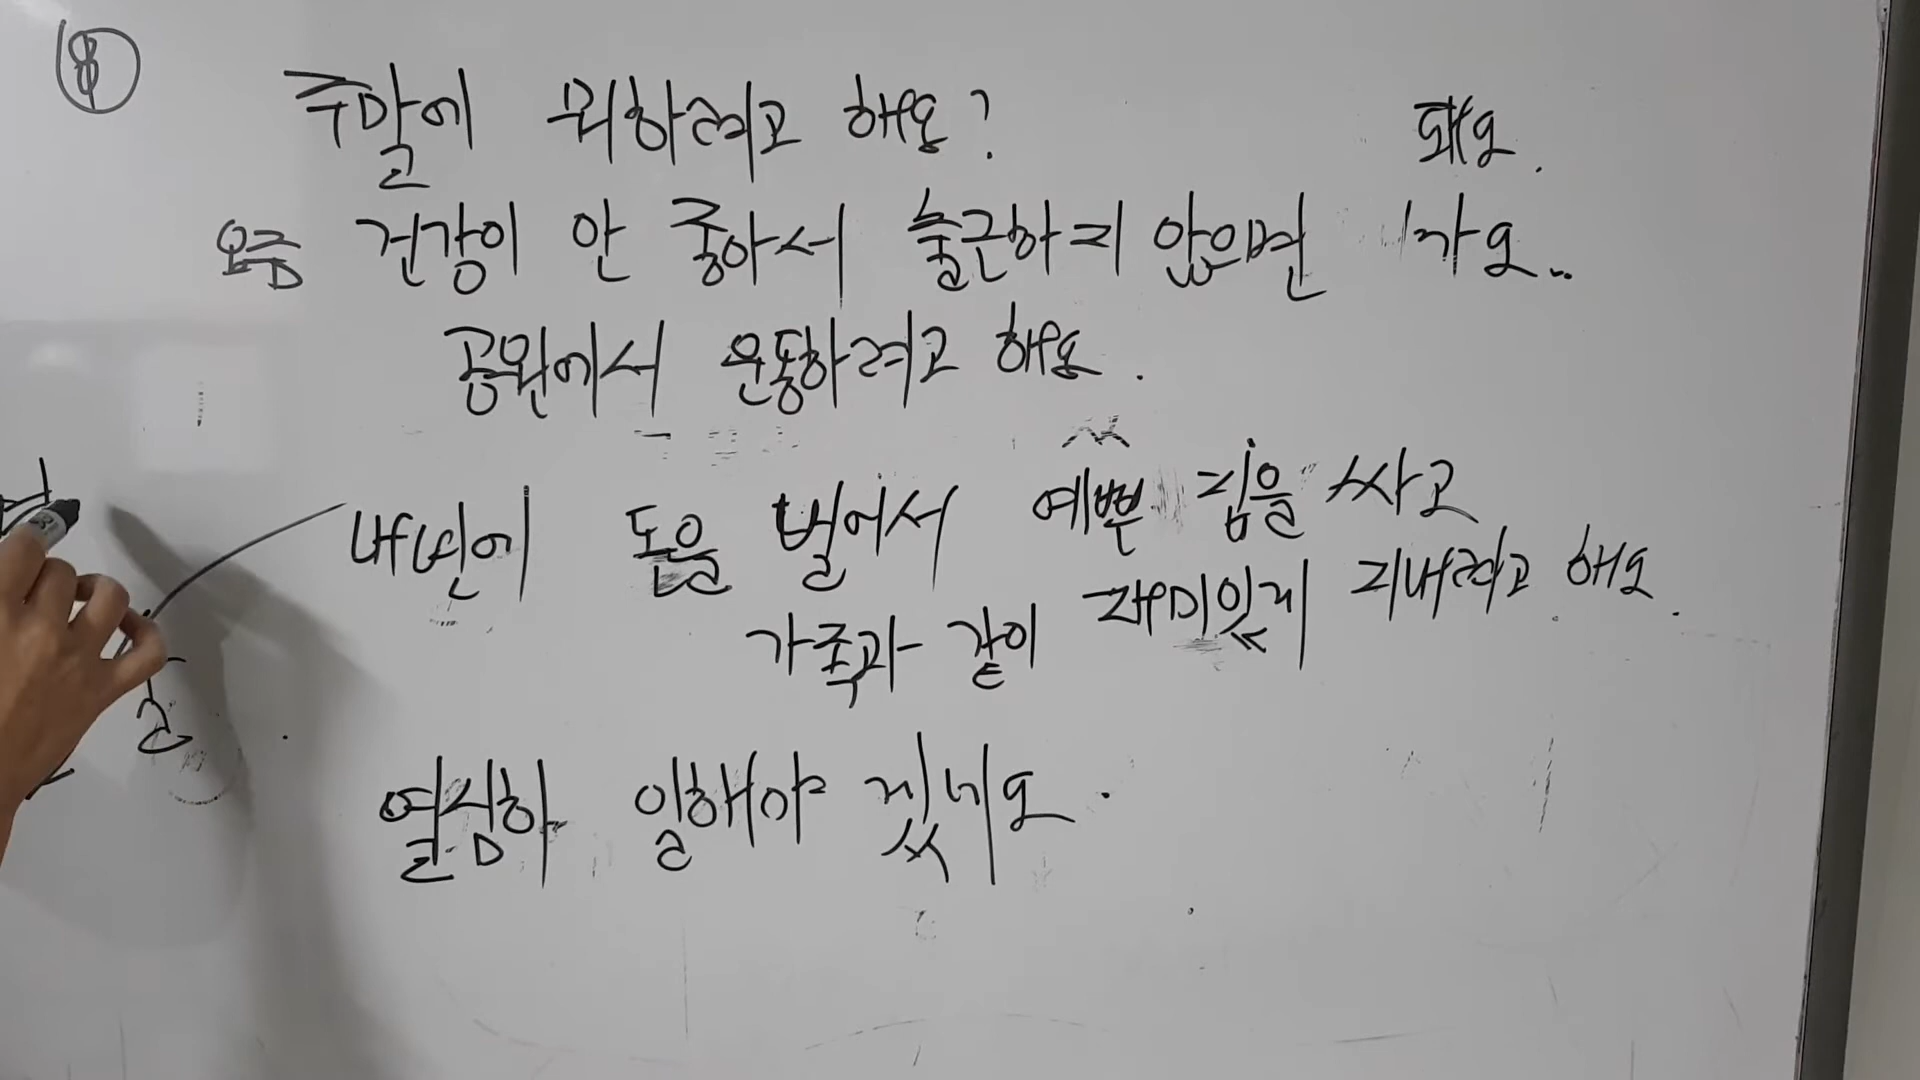 ⑧
주말에 뭐하려고 해요? 돼요.
요즘 건강이 안 좋아서 출근하지 않으면 가요..
공원에서 운동하려고 해요.
내년에 돈을 벌어서 예쁜 집을 싸고
가족과 같이 재미있게 지내려고 해요.
열심하 일해야 겠네요.